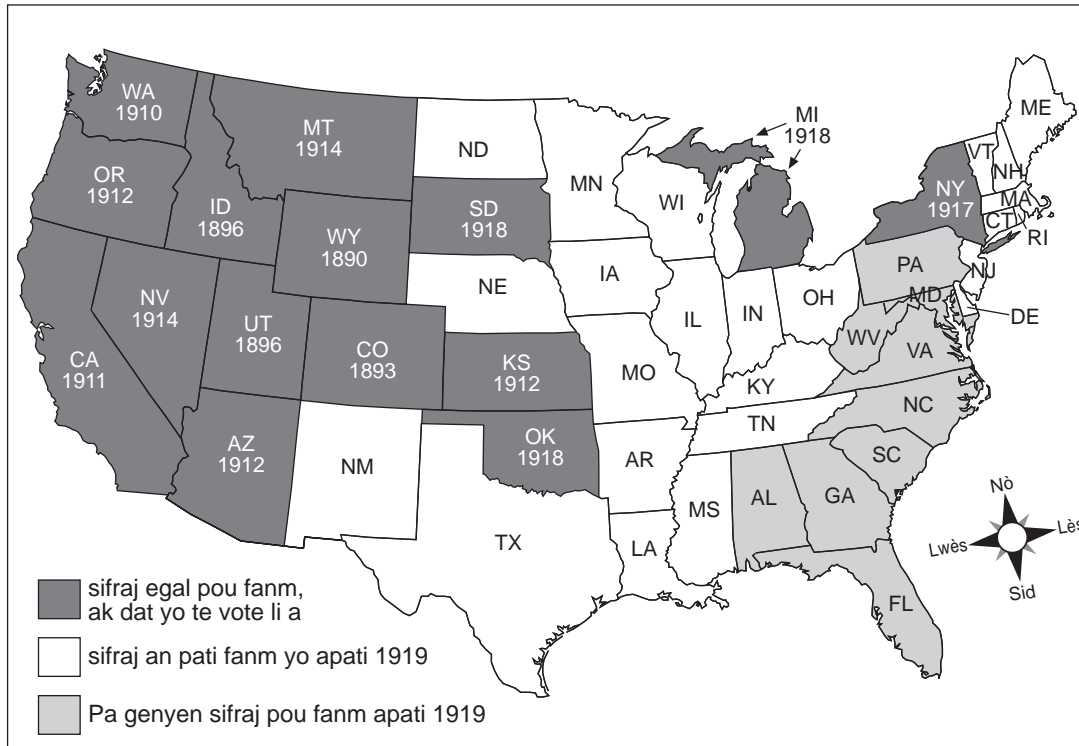 WA
1910
MT
1914
ND
MN
MI
1918
ME
VT
NH
OR
1912
ID
1896
WY
1890
SD
1918
WI
NY
1917
MA
CT
RI
NE
IA
PA
NJ
NV
1914
UT
1896
CO
1893
KS
1912
IL
IN
OH
MD
DE
WV
VA
CA
1911
MO
KY
NC
AZ
1912
NM
OK
1918
AR
TN
SC
TX
LA
MS
AL
GA
FL
Nò
Lès
Lwès
Sid
sifraj egal pou fanm,
ak dat yo te vote li a
sifraj an pati fanm yo apati 1919
Pa genyen sifraj pou fanm apati 1919